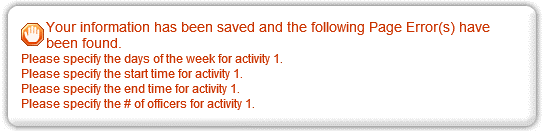 Your information has been saved and the following Page Error(s) have
been found.
Please specify the days of the week for activity 1.
Please specify the start time for activity 1.
Please specify the end time for activity 1.
Please specify the # of officers for activity 1.